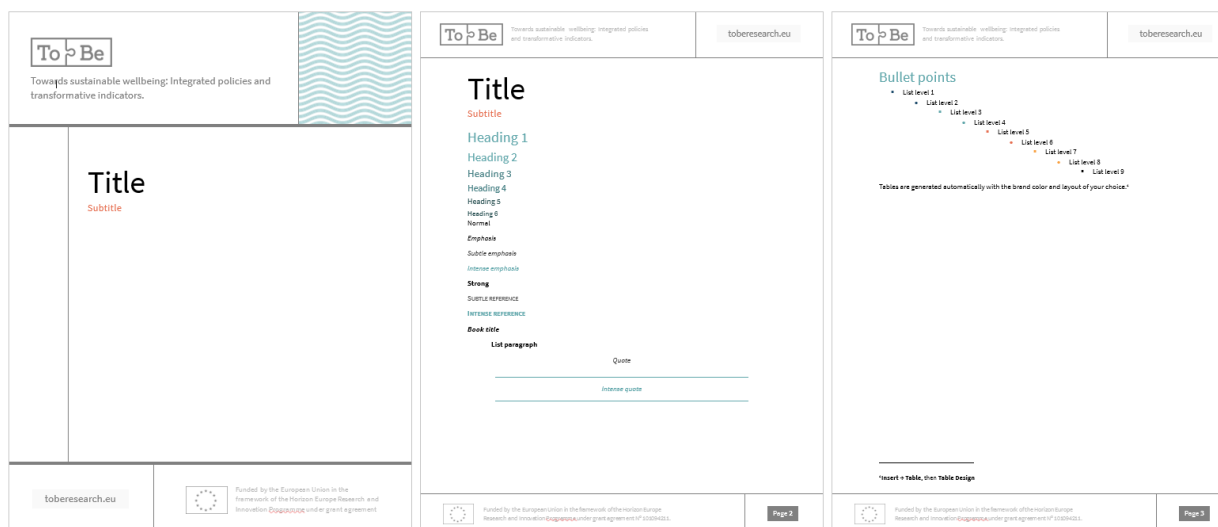 To Be
Towards sustainable wellbeing: Integrated policies and
transformative indicators.
Title
Subtitle
toberesearch.eu
Funded by the European Union in the
framework of the Horizon Europe Research and
Innovation Programme under grant agreement
To Be
Towards sustainable wellbeing: Integrated policies
and transformative indicators.
toberesearch.eu
Title
Subtitle
Heading 1
Heading 2
Heading 3
Heading 4
Heading 5
Heading 6
Normal
Emphasis
Subtle emphasis
Intense emphasis
Strong
SUBTLE REFERENCE
INTENSE REFERENCE
Book title
List paragraph
Quote
Intense quote
Funded by the European Union in the framework of the Horizon Europe
Research and Innovation Programme under grant agreement N°
Page 2
To Be
Towards sustainable wellbeing: Integrated policies
and transformative indicators.
toberesearch.eu
Bullet points
• List level 1
• List level 2
• List level 3
• List level 4
• List level 5
• List level 6
• List level 7
• List level 8
• List level 9
Tables are generated automatically with the brand color and layout of your choice.*
*Insert → Table, then Table Design
Funded by the European Union in the framework of the Horizon Europe
Research and Innovation Programme under grant agreement N°
Page 3